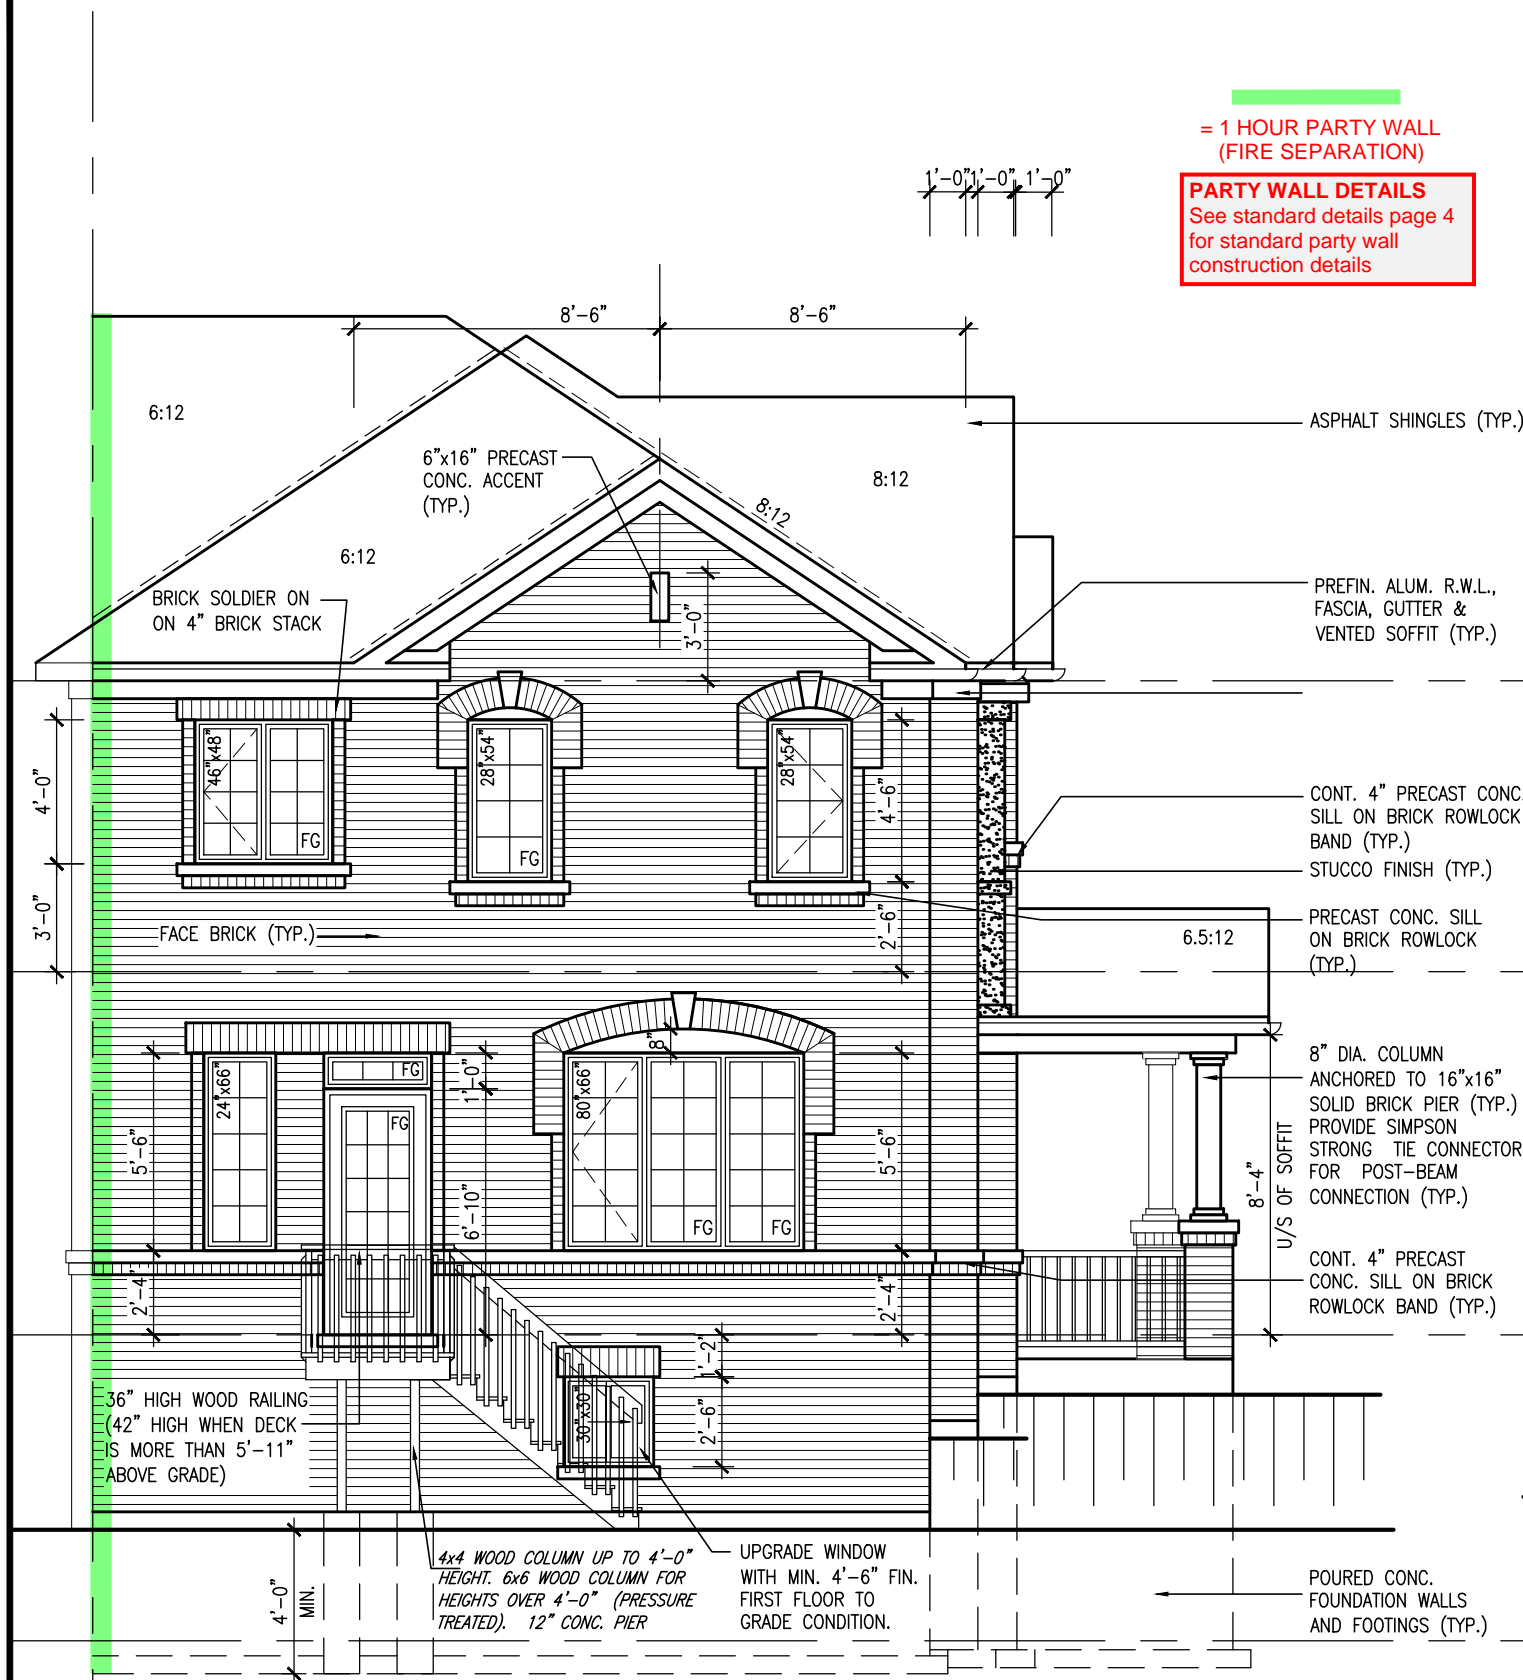 = 1 HOUR PARTY WALL
(FIRE SEPARATION)
1'-0" 1'-0" 1'-0"
PARTY WALL DETAILS
See standard details page 4
for standard party wall
construction details
8'-6" 8'-6"
6:12
ASPHALT SHINGLES (TYP.)
6"x16" PRECAST
CONC. ACCENT
(TYP.)
8:12
8:12
6:12
BRICK SOLDIER ON
ON 4" BRICK STACK
3'-0"
PREFIN. ALUM. R.W.L.,
FASCIA, GUTTER &
VENTED SOFFIT (TYP.)
46"x48"
FG
28"x54"
FG
28"x54"
4'-0"
4'-6"
CONT. 4" PRECAST CONC.
SILL ON BRICK ROWLOCK
BAND (TYP.)
STUCCO FINISH (TYP.)
3'-0"
FACE BRICK (TYP.)
2'-6"
PRECAST CONC. SILL
ON BRICK ROWLOCK
(TYP.)
6.5:12
8"
24"x66"
FG
FG
1'-0"
80"x66"
FG FG
5'-6"
6'-10"
5'-6"
8" DIA. COLUMN
ANCHORED TO 16"x16"
SOLID BRICK PIER (TYP.)
PROVIDE SIMPSON
STRONG TIE CONNECTOR
FOR POST-BEAM
CONNECTION (TYP.)
8'-4"
U/S OF SOFFIT
2'-4"
2'-4"
CONT. 4" PRECAST
CONC. SILL ON BRICK
ROWLOCK BAND (TYP.)
1'-2"
30"x30"
2'-6"
36" HIGH WOOD RAILING
(42" HIGH WHEN DECK
IS MORE THAN 5'-11"
ABOVE GRADE)
4'-0"
MIN.
4x4 WOOD COLUMN UP TO 4'-0"
HEIGHT. 6x6 WOOD COLUMN FOR
HEIGHTS OVER 4'-0" (PRESSURE
TREATED). 12" CONC. PIER
UPGRADE WINDOW
WITH MIN. 4'-6" FIN.
FIRST FLOOR TO
GRADE CONDITION.
POURED CONC.
FOUNDATION WALLS
AND FOOTINGS (TYP.)